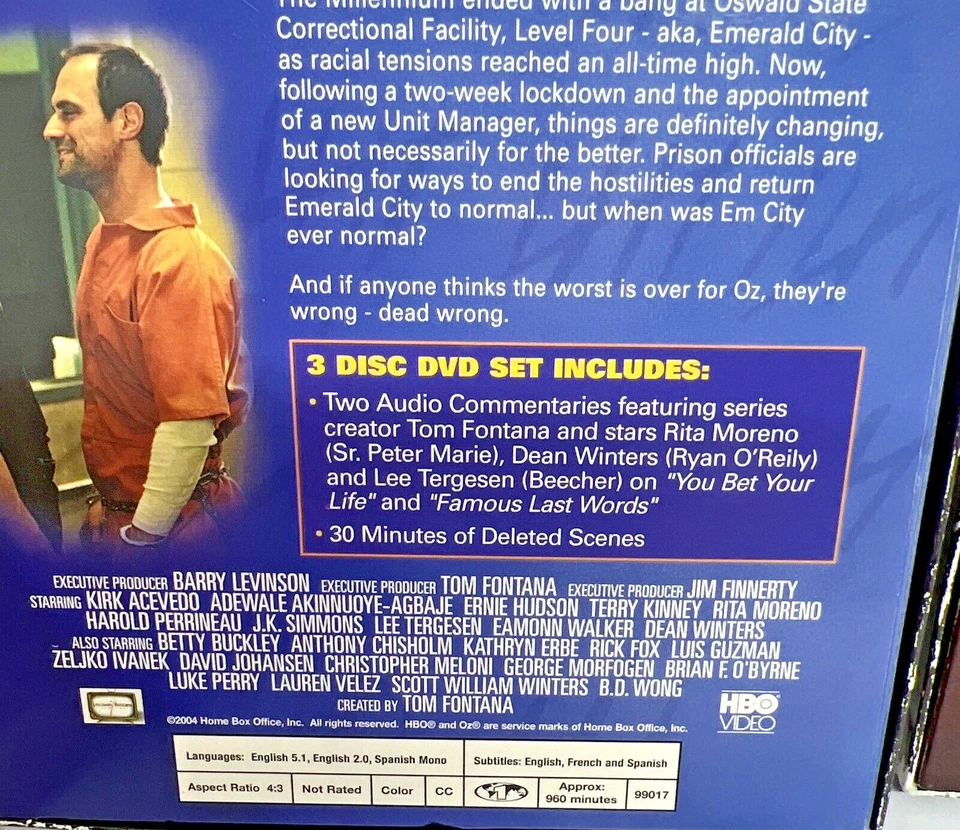 The Millennium ended with a bang at Oswald State
Correctional Facility, Level Four - aka, Emerald City -
as racial tensions reached an all-time high. Now,
following a two-week lockdown and the appointment
of a new Unit Manager, things are definitely changing,
but not necessarily for the better. Prison officials are
looking for ways to end the hostilities and return
Emerald City to normal... but when was Em City
ever normal?
And if anyone thinks the worst is over for Oz, they're
wrong - dead wrong.
3 DISC DVD SET INCLUDES:
• Two Audio Commentaries featuring series
creator Tom Fontana and stars Rita Moreno
(Sr. Peter Marie), Dean Winters (Ryan O'Reily)
and Lee Tergesen (Beecher) on "You Bet Your
Life" and "Famous Last Words"
• 30 Minutes of Deleted Scenes
EXECUTIVE PRODUCER BARRY LEVINSON EXECUTIVE PRODUCER TOM FONTANA EXECUTIVE PRODUCER JIM FINNERTY
STARRING KIRK ACEVEDO ADEWALE AKINNUOYE-AGBAJE ERNIE HUDSON TERRY KINNEY RITA MORENO
HAROLD PERRINEAU J.K. SIMMONS LEE TERGESEN EAMONN WALKER DEAN WINTERS
ALSO STARRING BETTY BUCKLEY ANTHONY CHISHOLM KATHRYN ERBE RICK FOX LUIS GUZMAN
ZELJKO IVANEK DAVID JOHANSEN CHRISTOPHER MELONI GEORGE MORFOGEN BRIAN F. O'BYRNE
LUKE PERRY LAUREN VELEZ SCOTT WILLIAM WINTERS B.D. WONG
CREATED BY TOM FONTANA
HBO
VIDEO
©2004 Home Box Office, Inc. All rights reserved. HBO® and Oz® are service marks of Home Box Office, Inc.
Languages: English 5.1, English 2.0, Spanish Mono
Subtitles: English, French and Spanish
Aspect Ratio 4:3
Not Rated
Color
CC
1
Approx:
960 minutes
99017